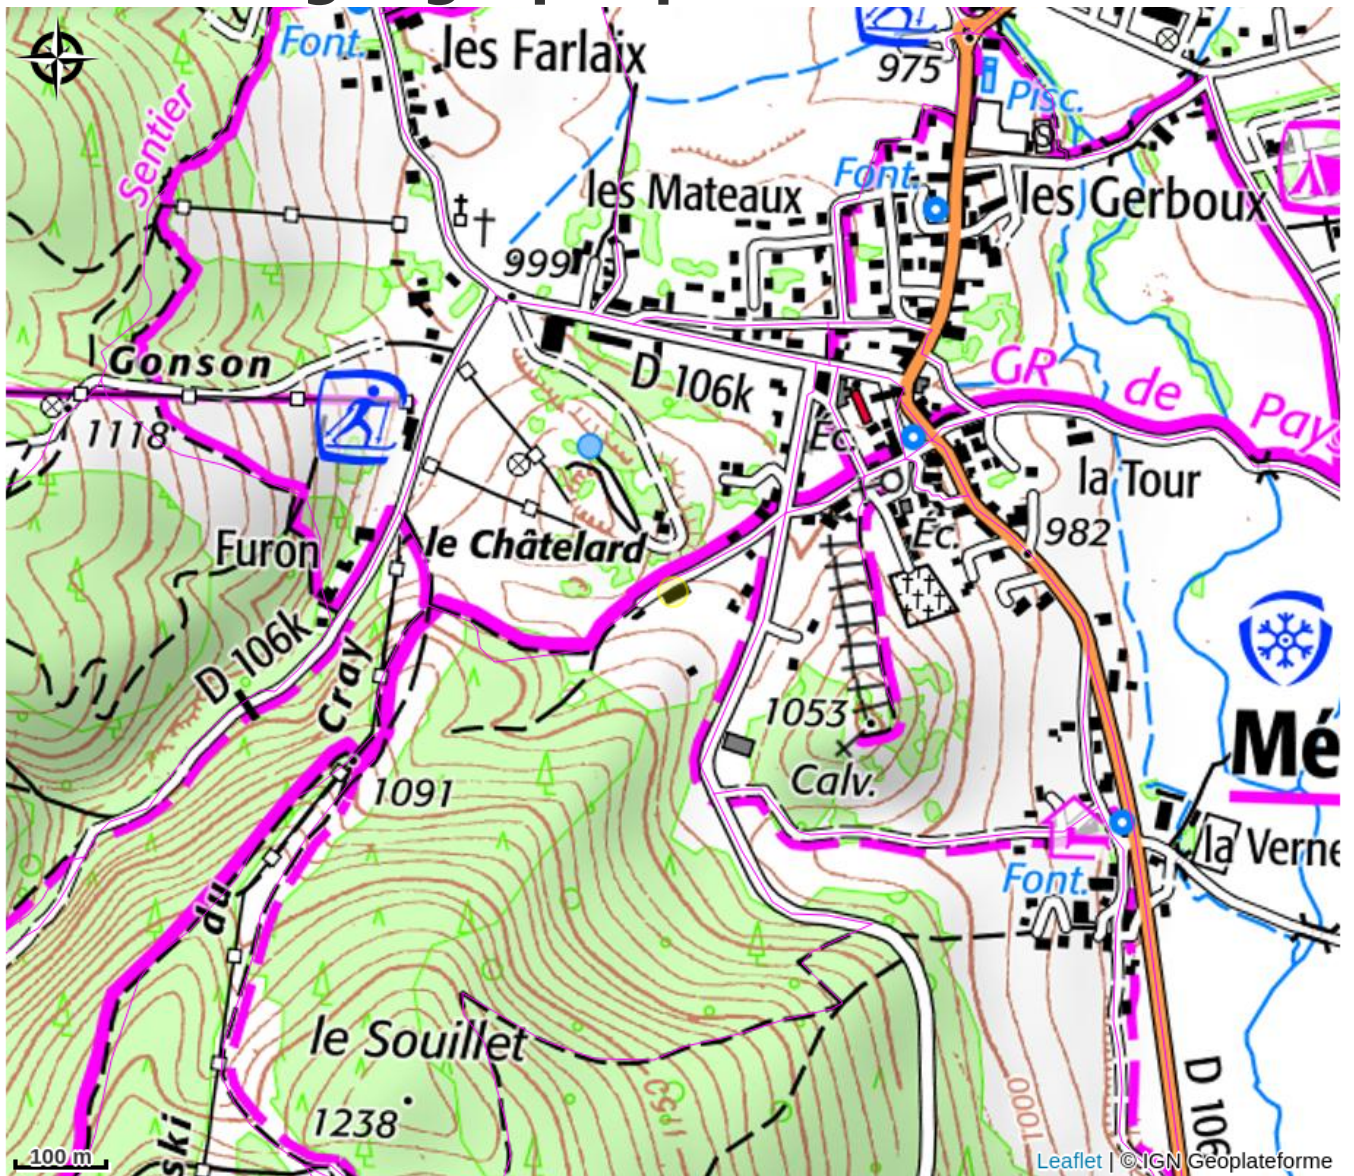 les Farlaix
Font.
975
Pisc.
S
Sentier
Font.
les Mateaux
les Gerboux
999
Gonson
D 106k
GR de Pays
1118
Éc.
la Tour
Furon
le Châtelard
Éc.
982
D 106k
Cray
1053
Calv.
Mé
1091
la Verne
Font.
du
le Souillet
1153
1000
1238
D 106
ski
100 m
Leaflet | © IGN Géoplateforme